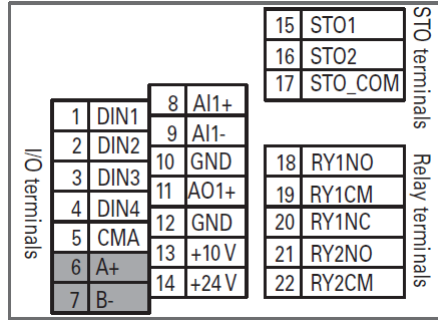 I/O terminals
1 DIN1
2 DIN2
3 DIN3
4 DIN4
5 CMA
6 A+
7 B-
8 AI1+
9 AI1-
10 GND
11 AO1+
12 GND
13 +10 V
14 +24 V
15 STO1
16 STO2
17 STO_COM
STO terminals
18 RY1NO
19 RY1CM
20 RY1NC
21 RY2NO
22 RY2CM
Relay terminals